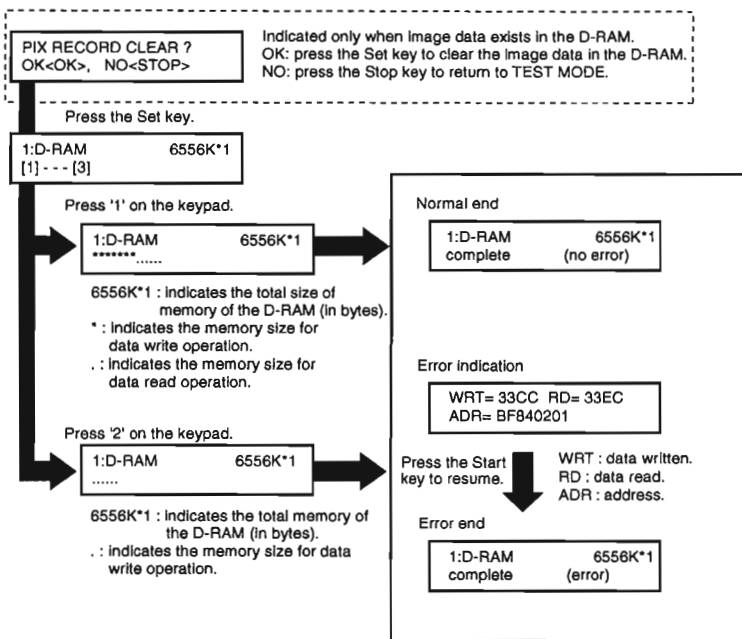 PIX RECORD CLEAR ?
OK<OK>, NO<STOP>
Indicated only when image data exists in the D-RAM.
OK: press the Set key to clear the image data in the D-RAM.
NO: press the Stop key to return to TEST MODE.
Press the Set key.
1:D-RAM 6556K*1
[1] - - - [3]
Press '1' on the keypad.
1:D-RAM 6556K*1
*******......
6556K*1 : indicates the total size of
memory of the D-RAM (in bytes).
* : indicates the memory size for
data write operation.
. : indicates the memory size for
data read operation.
Press '2' on the keypad.
1:D-RAM 6556K*1
......
6556K*1 : indicates the total memory of
the D-RAM (in bytes).
. : indicates the memory size for data
write operation.
Normal end
1:D-RAM 6556K*1
complete (no error)
Error indication
WRT= 33CC RD= 33EC
ADR= BF840201
Press the Start
key to resume.
WRT : data written.
RD : data read.
ADR : address.
Error end
1:D-RAM 6556K*1
complete (error)